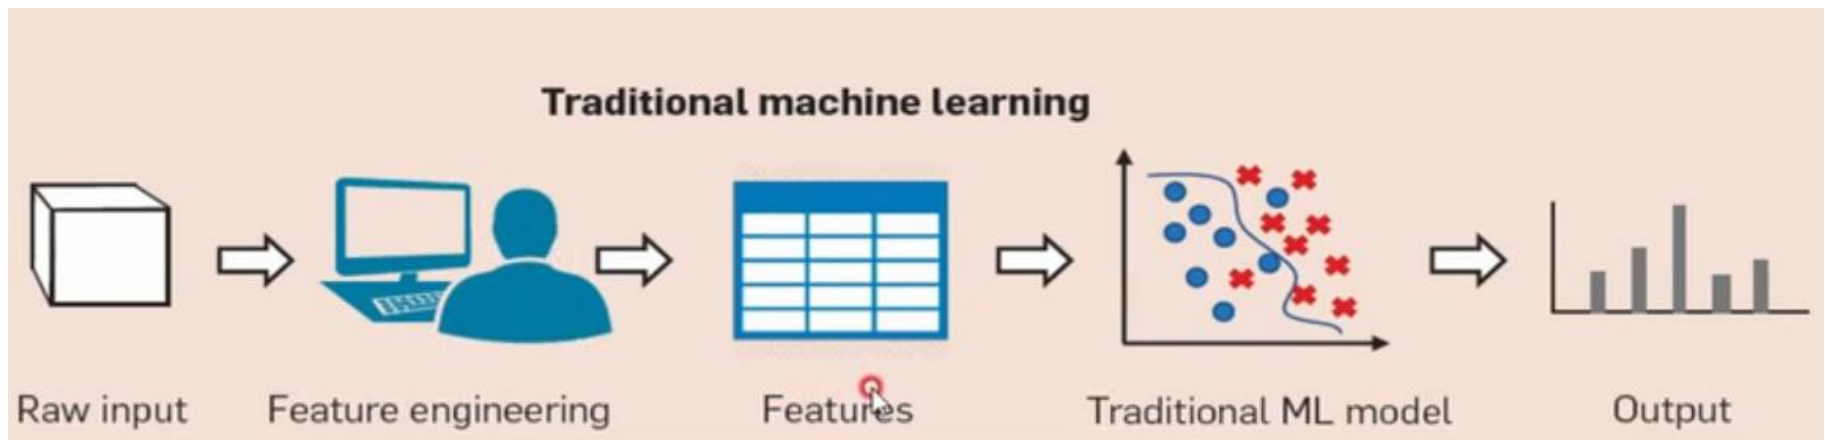 Traditional machine learning
Raw input
Feature engineering
Features
Traditional ML model
Output